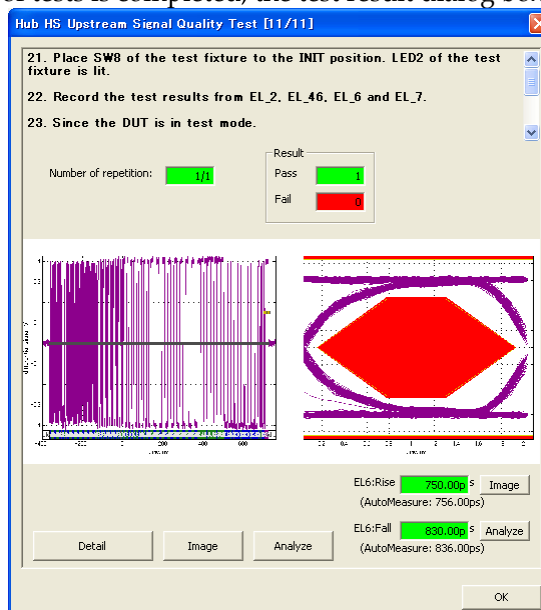 Hub HS Upstream Signal Quality Test [11/11]
21. Place SW8 of the test fixture to the INIT position. LED2 of the test
fixture is lit.
22. Record the test results from EL_2, EL_46, EL_6 and EL_7.
23. Since the DUT is in test mode.
Number of repetition:
1/1
Result
Pass
1
Fail
0
EL6:Rise
750.00p
s
Image
(AutoMeasure: 756.00ps)
EL6:Fall
830.00p
s
Analyze
(AutoMeasure: 836.00ps)
Detail
Image
Analyze
OK